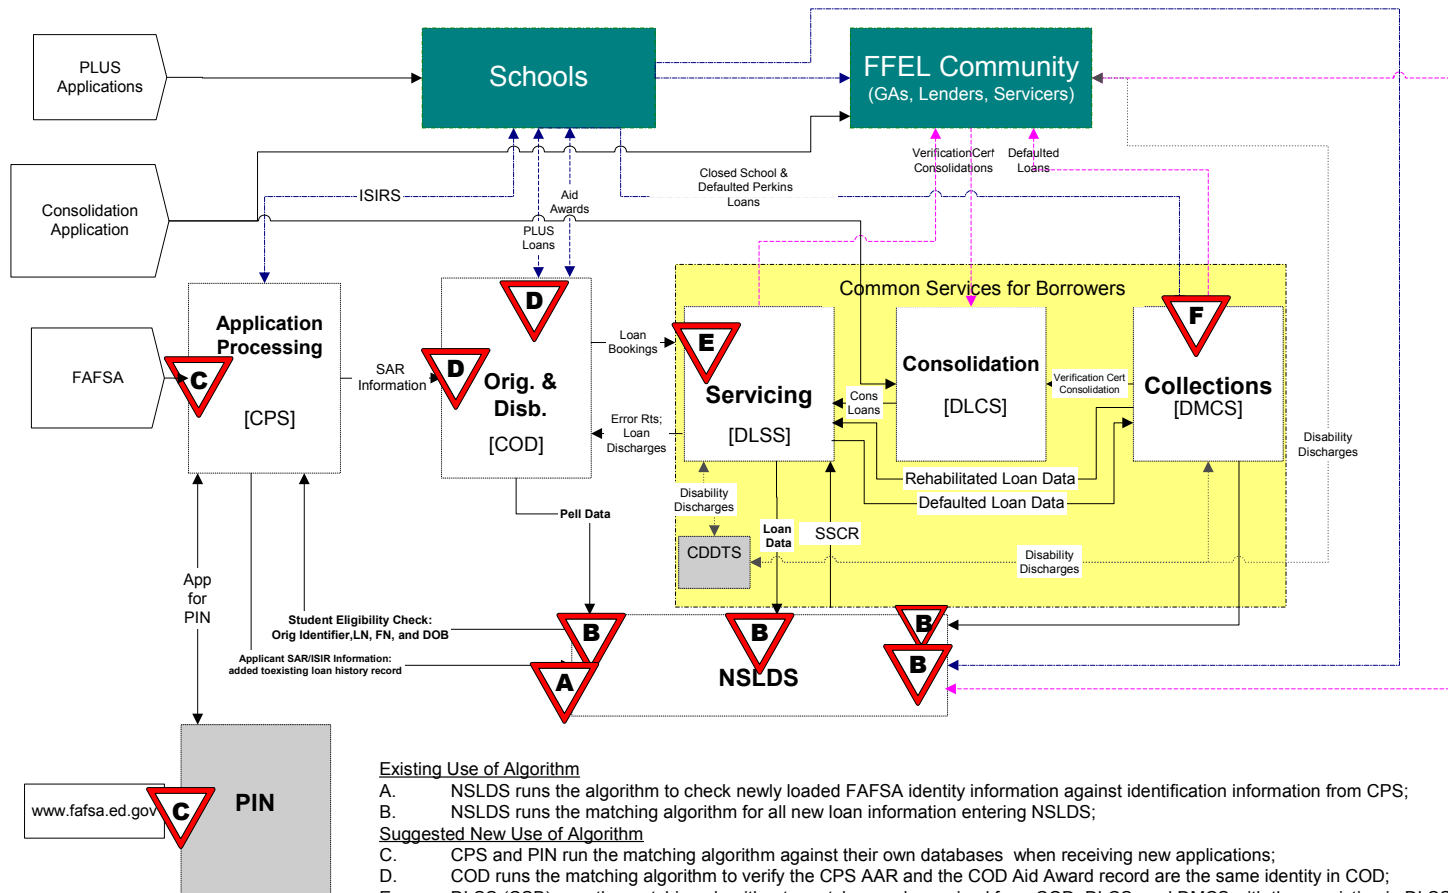 PLUS
Applications
Schools
FFEL Community
(GAs, Lenders, Servicers)
Consolidation
Application
ISIRS
Aid
Awards
PLUS
Loans
Closed School &
Defaulted Perkins
Loans
VerificationCert
Consolidations
Defaulted
Loans
Common Services for Borrowers
FAFSA
C
Application
Processing
[CPS]
SAR
Information
D
D
Orig. &
Disb.
[COD]
Loan
Bookings
Error Rts;
Loan
Discharges
E
Servicing
[DLSS]
Cons
Loans
Consolidation
[DLCS]
Verification Cert
Consolidation
F
Collections
[DMCS]
Disability
Discharges
Rehabilitated Loan Data
Defaulted Loan Data
Disability
Discharges
CDDTS
Loan
Data
SSCR
Disability
Discharges
Pell Data
App
for
PIN
Student Eligibility Check:
Orig Identifier,LN, FN, and DOB
Applicant SAR/ISIR Information:
added toexisting loan history record
B
A
B
B
B
NSLDS
www.fafsa.ed.gov
C
PIN
Existing Use of Algorithm
A. NSLDS runs the algorithm to check newly loaded FAFSA identity information against identification information from CPS;
B. NSLDS runs the matching algorithm for all new loan information entering NSLDS;
Suggested New Use of Algorithm
C. CPS and PIN run the matching algorithm against their own databases when receiving new applications;
D. COD runs the matching algorithm to verify the CPS AAR and the COD Aid Award record are the same identity in COD;